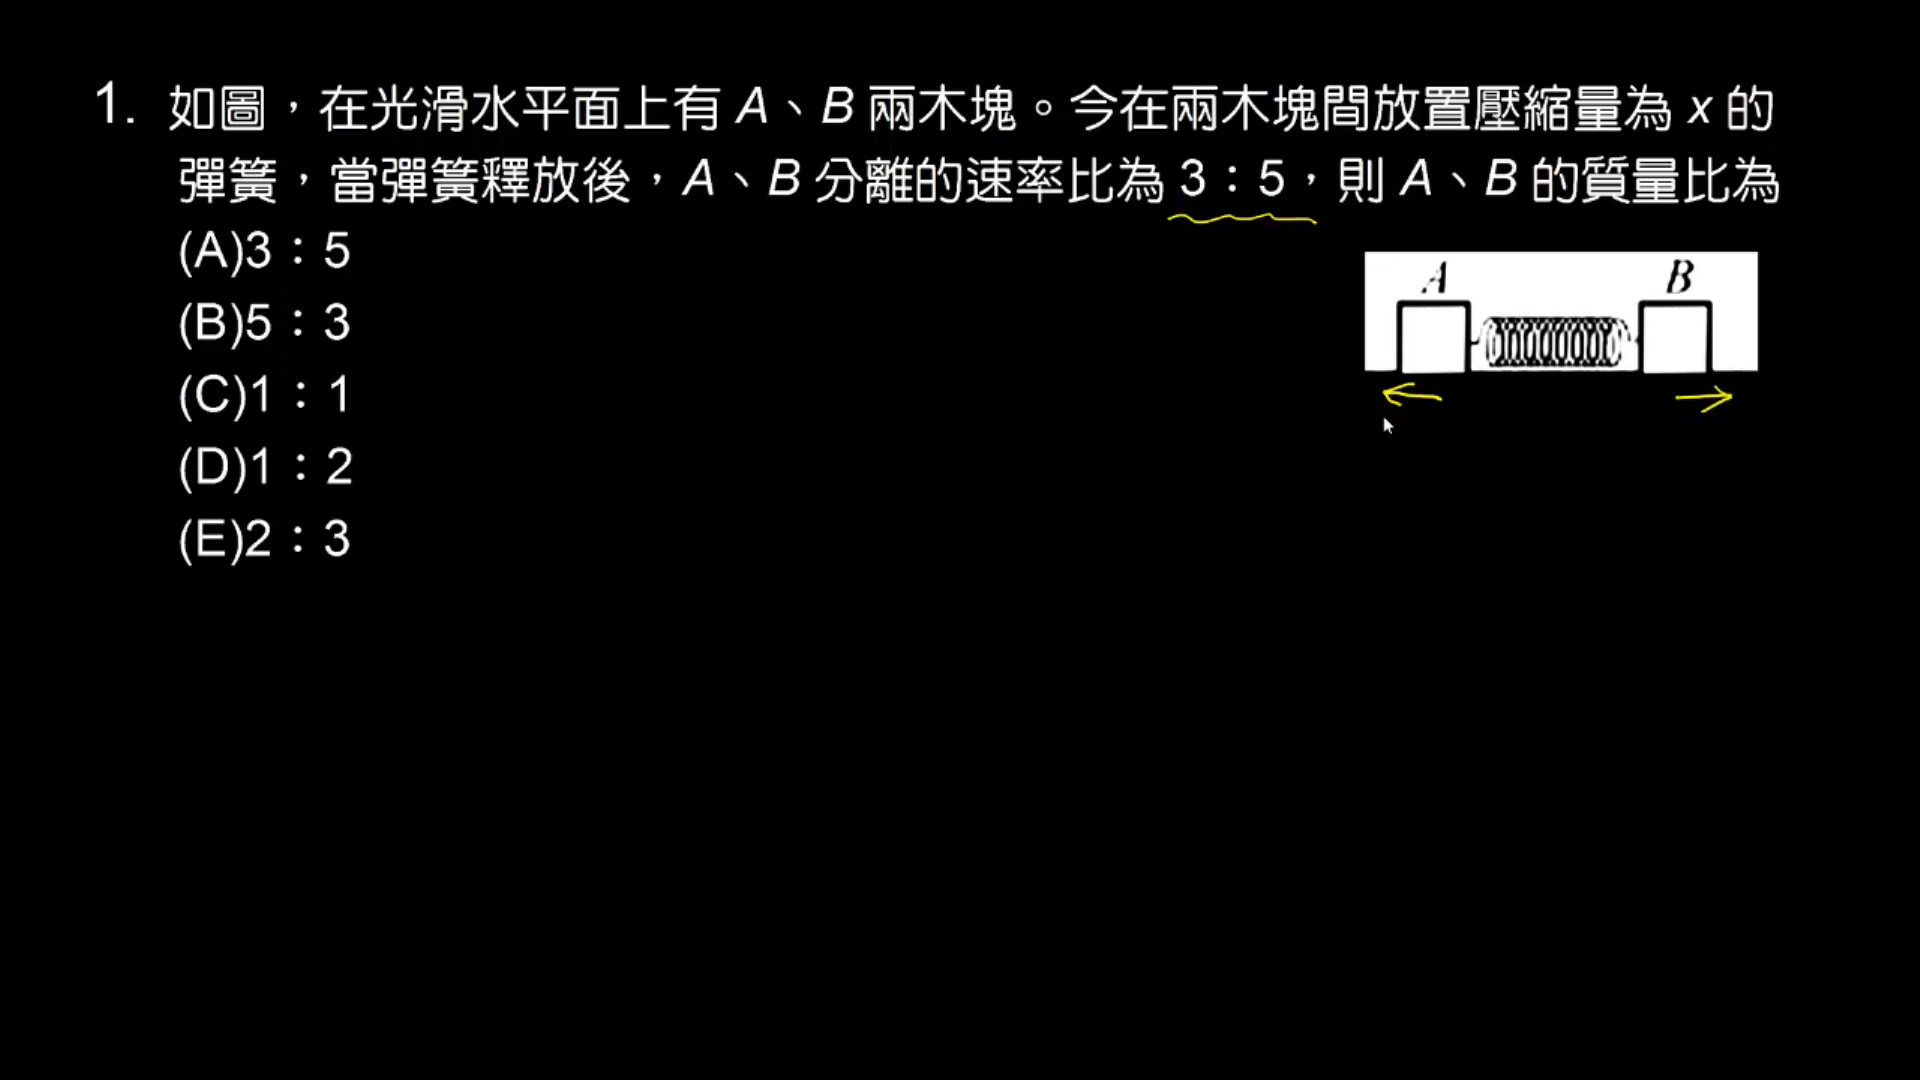 1. 如圖，在光滑水平面上有 A、B 兩木塊。今在兩木塊間放置壓縮量為 x 的
彈簧，當彈簧釋放後，A、B 分離的速率比為 3：5，則 A、B 的質量比為
(A)3：5
(B)5：3
(C)1：1
(D)1：2
(E)2：3
A B